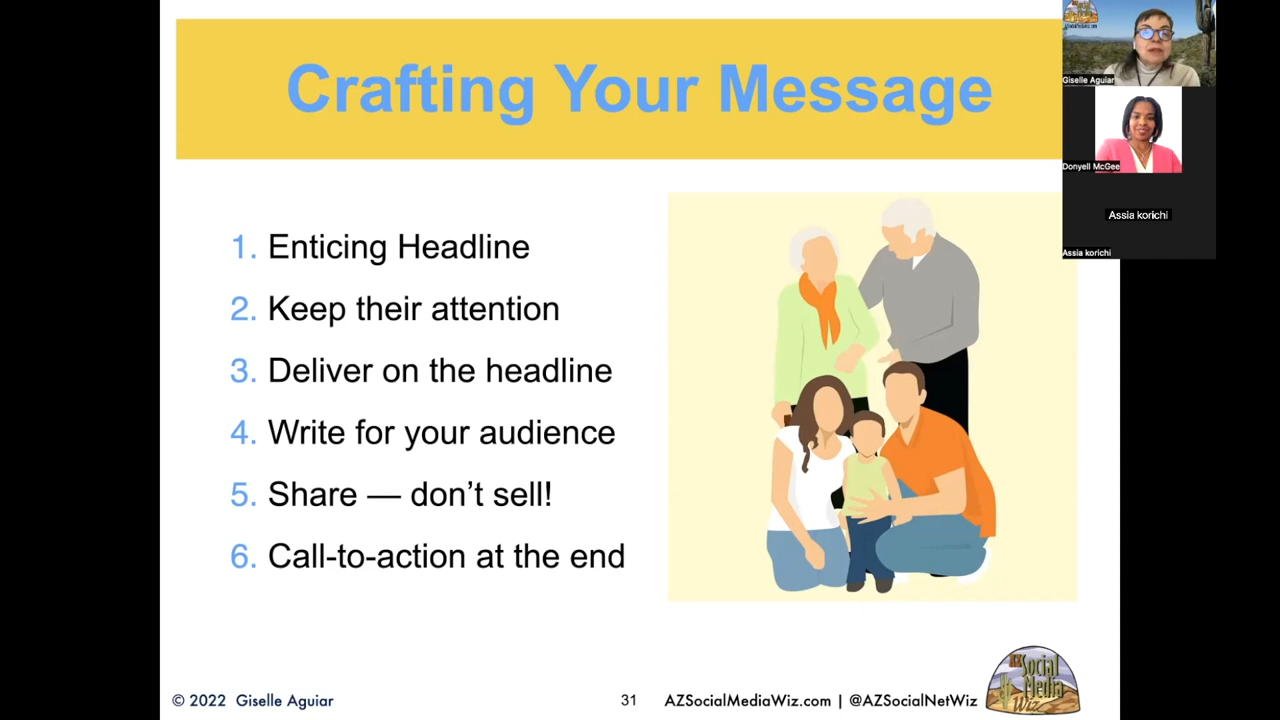 Crafting Your Message
1. Enticing Headline
2. Keep their attention
3. Deliver on the headline
4. Write for your audience
5. Share — don’t sell!
6. Call-to-action at the end
© 2022 Giselle Aguiar
31
AZSocialMediaWiz.com | @AZSocialNetWiz
AZ Social
Media
Wiz
Giselle Aguiar
Donyell McGee
Assia korichi
Assia korichi